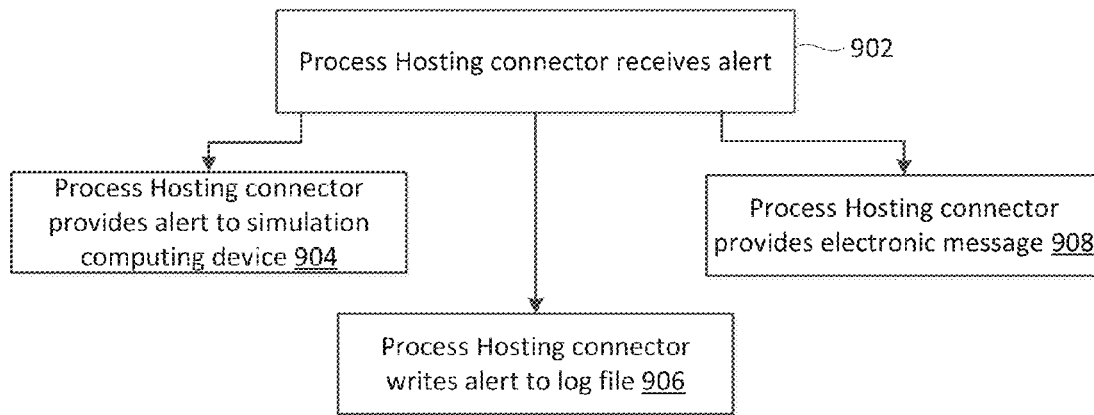 Process Hosting connector receives alert
902
Process Hosting connector
provides alert to simulation
computing device 904
Process Hosting connector
provides electronic message 908
Process Hosting connector
writes alert to log file 906